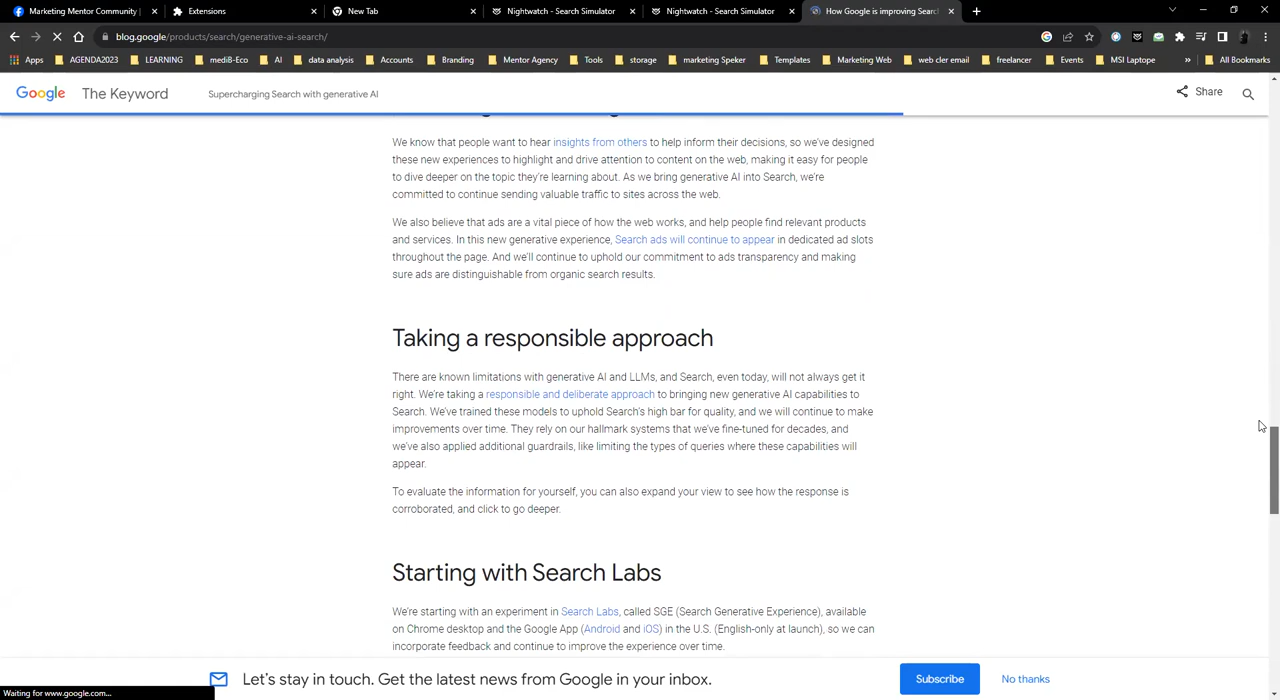 Marketing Mentor Community |
Extensions
New Tab
Nightwatch - Search Simulator
Nightwatch - Search Simulator
How Google is improving Search
blog.google/products/search/generative-ai-search/
Apps AGENDA2023 LEARNING medi8-Eco AI data analysis Accounts Branding Mentor Agency Tools storage marketing Speker Templates Marketing Web web cler email freelancer Events MSI Laptope » All Bookmarks
Google The Keyword Supercharging Search with generative AI Share
We know that people want to hear insights from others to help inform their decisions, so we've designed
these new experiences to highlight and drive attention to content on the web, making it easy for people
to dive deeper on the topic they're learning about. As we bring generative AI into Search, we're
committed to continue sending valuable traffic to sites across the web.
We also believe that ads are a vital piece of how the web works, and help people find relevant products
and services. In this new generative experience, Search ads will continue to appear in dedicated ad slots
throughout the page. And we'll continue to uphold our commitment to ads transparency and making
sure ads are distinguishable from organic search results.
Taking a responsible approach
There are known limitations with generative AI and LLMs, and Search, even today, will not always get it
right. We're taking a responsible and deliberate approach to bringing new generative AI capabilities to
Search. We've trained these models to uphold Search's high bar for quality, and we will continue to make
improvements over time. They rely on our hallmark systems that we've fine-tuned for decades, and
we've also applied additional guardrails, like limiting the types of queries where these capabilities will
appear.
To evaluate the information for yourself, you can also expand your view to see how the response is
corroborated, and click to go deeper.
Starting with Search Labs
We're starting with an experiment in Search Labs, called SGE (Search Generative Experience), available
on Chrome desktop and the Google App (Android and iOS) in the U.S. (English-only at launch), so we can
incorporate feedback and continue to improve the experience over time.
Let's stay in touch. Get the latest news from Google in your inbox. Subscribe No thanks
Waiting for www.google.com...